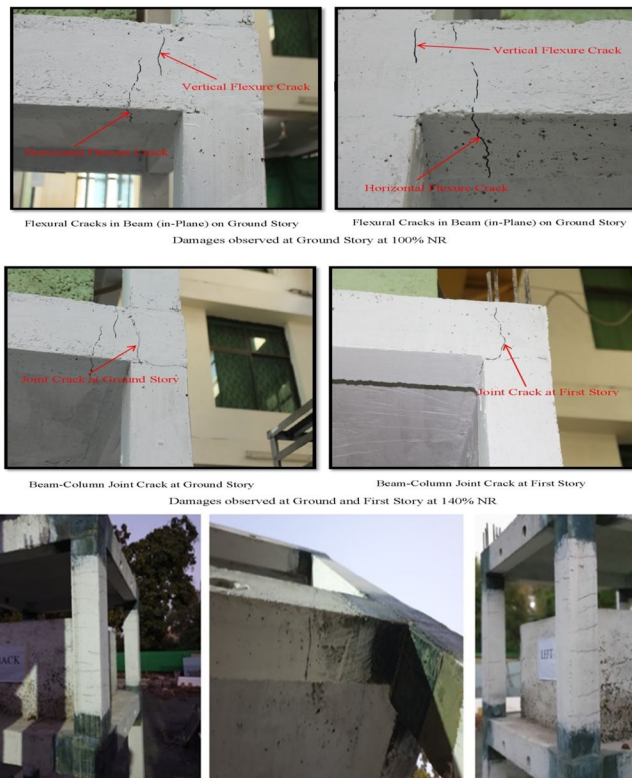 Vertical Flexure Crack
Horizontal Flexure Crack
Vertical Flexure Crack
Horizontal Flexure Crack
Flexural Cracks in Beam (in-Plane) on Ground Story
Flexural Cracks in Beam (in-Plane) on Ground Story
Damages observed at Ground Story at 100% NR
Joint Crack at Ground Story
Joint Crack at First Story
Beam-Column Joint Crack at Ground Story
Beam-Column Joint Crack at First Story
Damages observed at Ground and First Story at 140% NR
LEFT